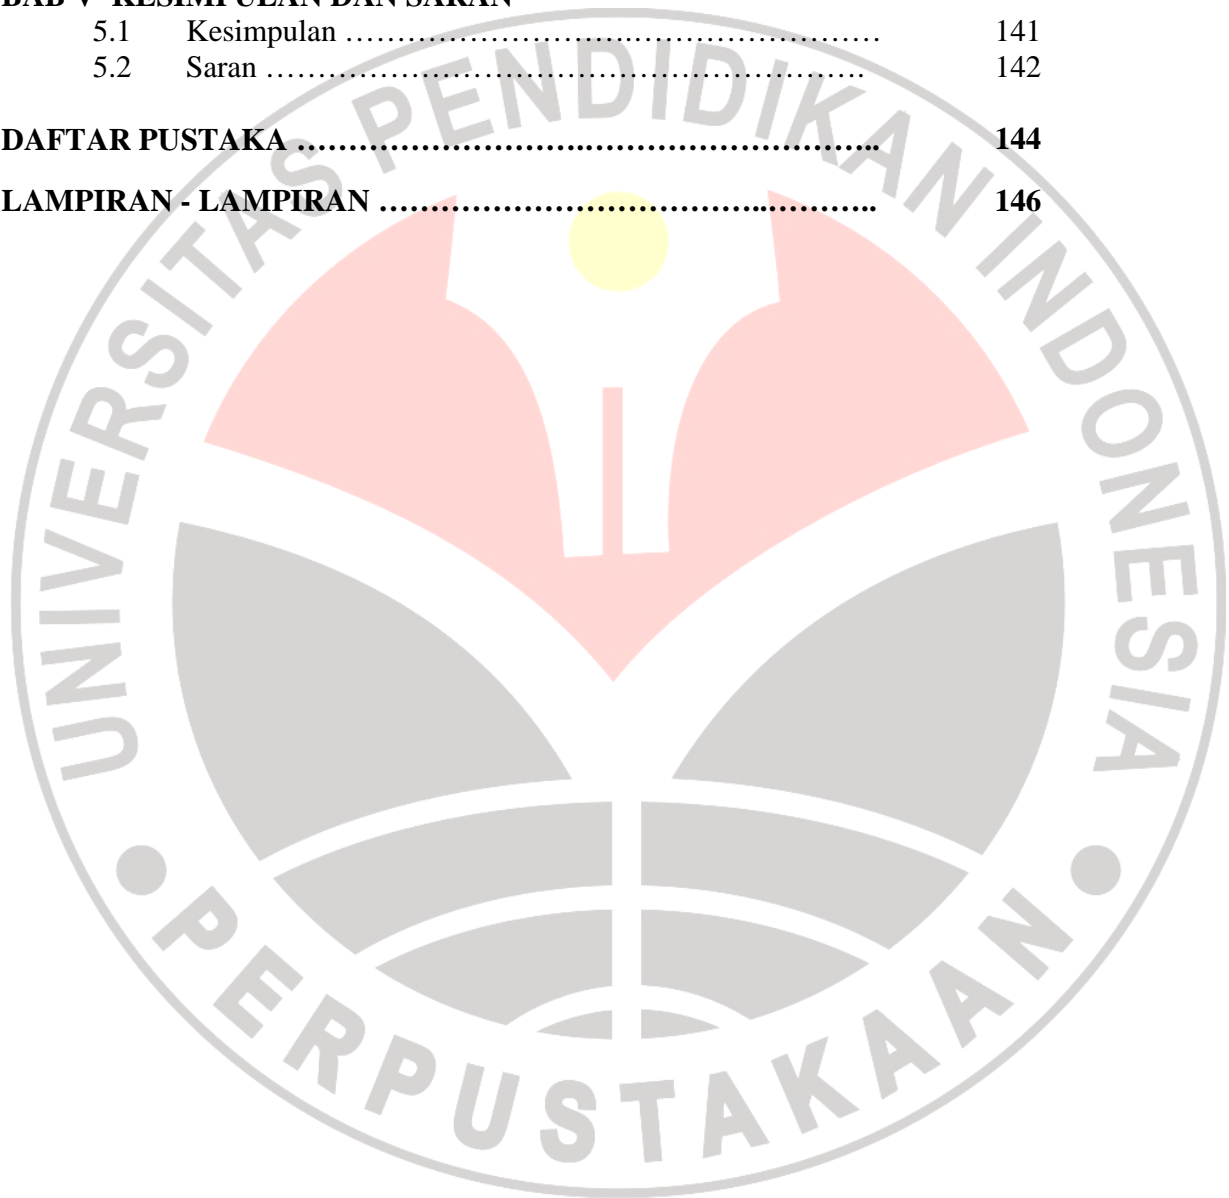 BAB V KESIMPULAN DAN SARAN
5.1 Kesimpulan ……………………….…………………… 141
5.2 Saran …………………………………………………. 142
DAFTAR PUSTAKA ………………………..……………………….. 144
LAMPIRAN - LAMPIRAN ………………………………...……….. 146
UNIVERSITAS PENDIDIKAN INDONESIA
PERPUSTAKAAN